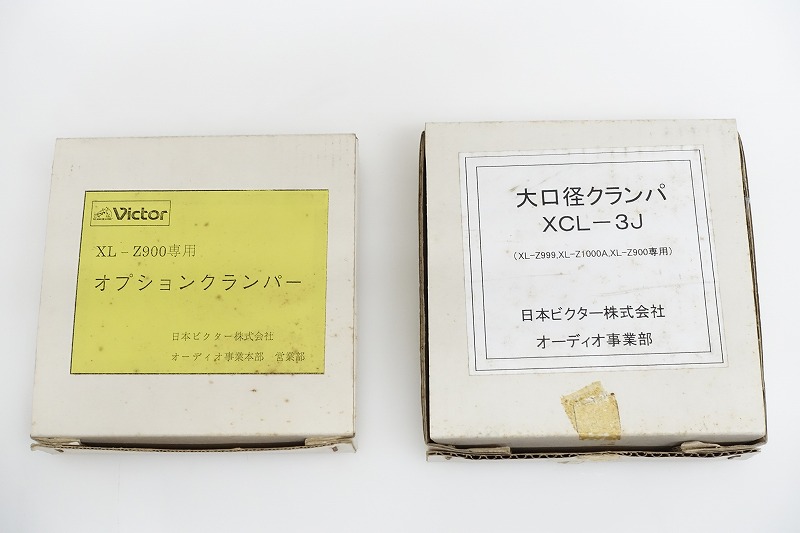 Victor
XL-Z900専用
オプションクランパー
日本ビクター株式会社
オーディオ事業本部 営業部
大口径クランパ
XCL-3J
(XL-Z999,XL-Z1000A,XL-Z900専用)
日本ビクター株式会社
オーディオ事業部